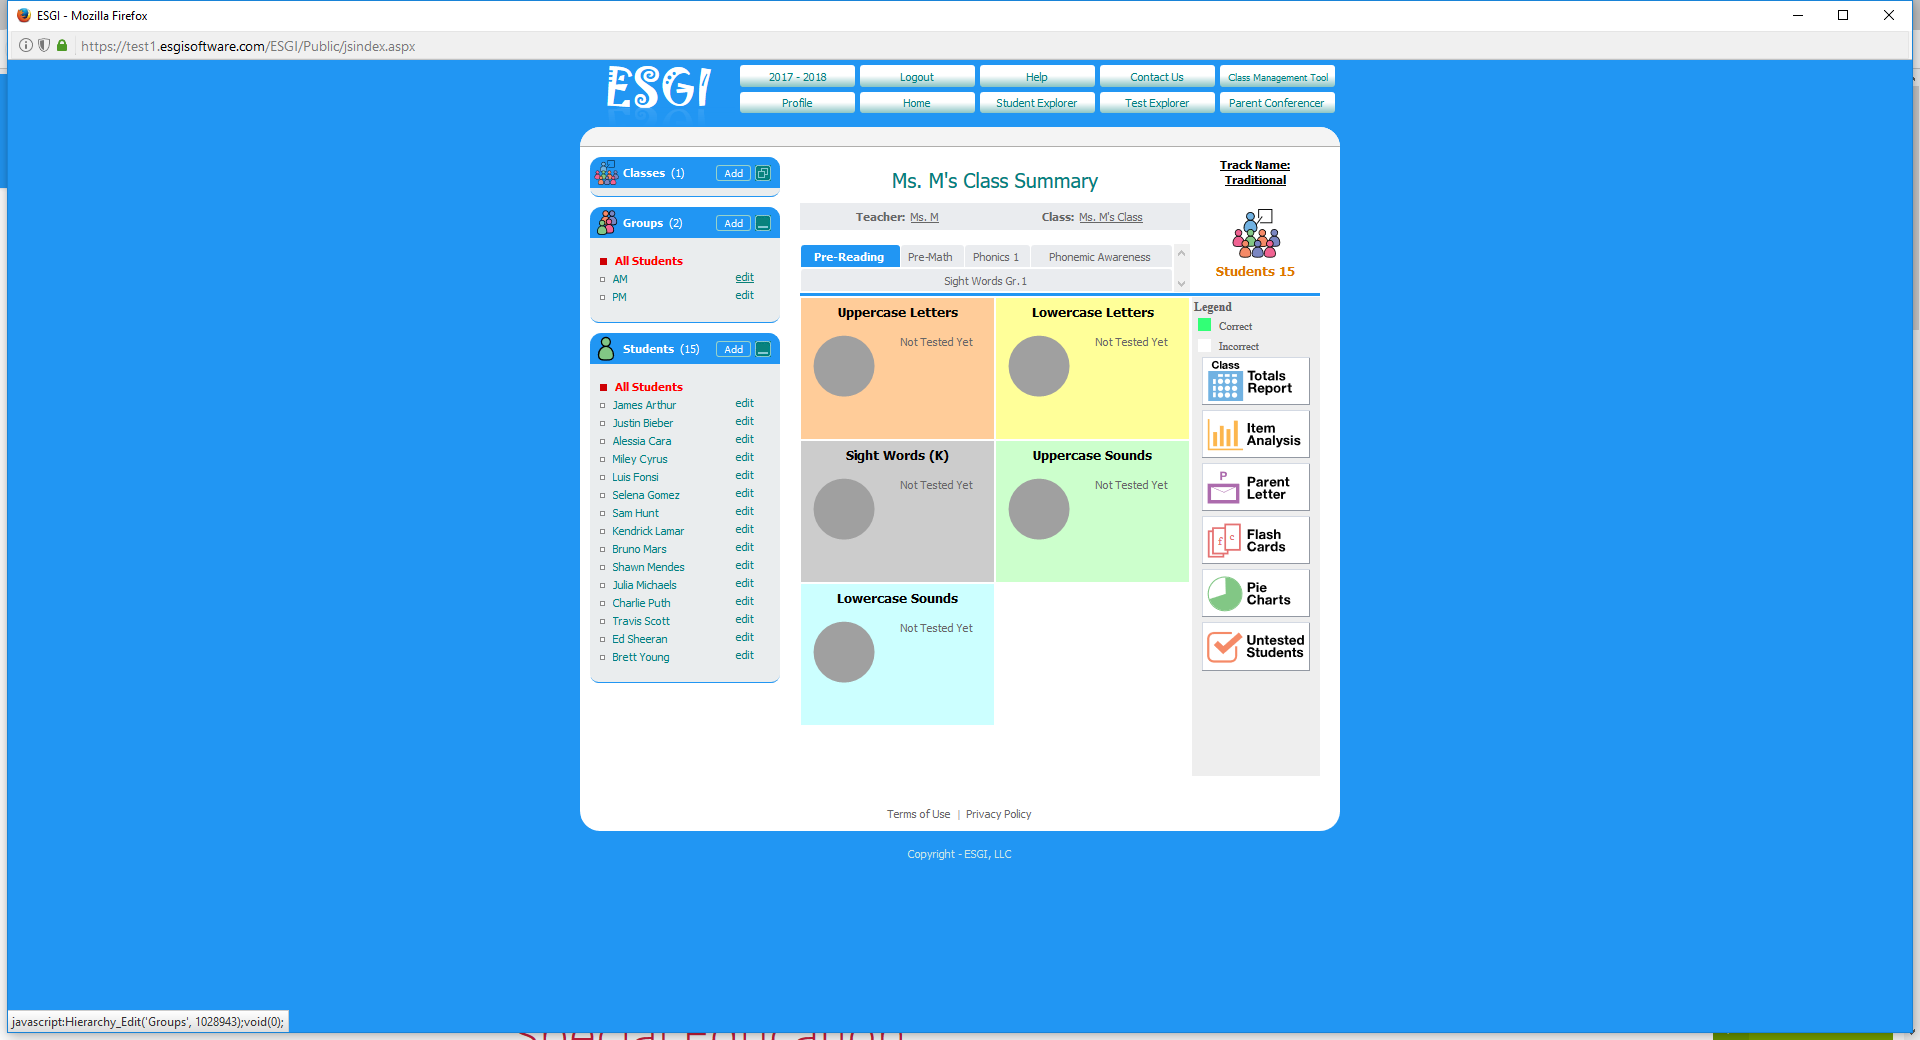 ESGI - Mozilla Firefox
https://test1.esgisoftware.com/ESGI/Public/jsindex.aspx
ESGI
2017 - 2018 Logout Help Contact Us Class Management Tool
Profile Home Student Explorer Test Explorer Parent Conferencer
Classes (1) Add
Groups (2) Add
All Students
AM edit
PM edit
Students (15) Add
All Students
James Arthur edit
Justin Bieber edit
Alessia Cara edit
Miley Cyrus edit
Luis Fonsi edit
Selena Gomez edit
Sam Hunt edit
Kendrick Lamar edit
Bruno Mars edit
Shawn Mendes edit
Julia Michaels edit
Charlie Puth edit
Travis Scott edit
Ed Sheeran edit
Brett Young edit
Ms. M's Class Summary
Teacher: Ms. M Class: Ms. M's Class
Pre-Reading Pre-Math Phonics 1 Phonemic Awareness
Sight Words Gr.1
Uppercase Letters
Not Tested Yet
Lowercase Letters
Not Tested Yet
Sight Words (K)
Not Tested Yet
Uppercase Sounds
Not Tested Yet
Lowercase Sounds
Not Tested Yet
Track Name:
Traditional
Students 15
Legend
Correct
Incorrect
Class
Totals
Report
Item
Analysis
P
Parent
Letter
f c
Flash
Cards
Pie
Charts
Untested
Students
Terms of Use | Privacy Policy
Copyright - ESGI, LLC
javascript:Hierarchy_Edit('Groups', 1028943);void(0);
Special Education